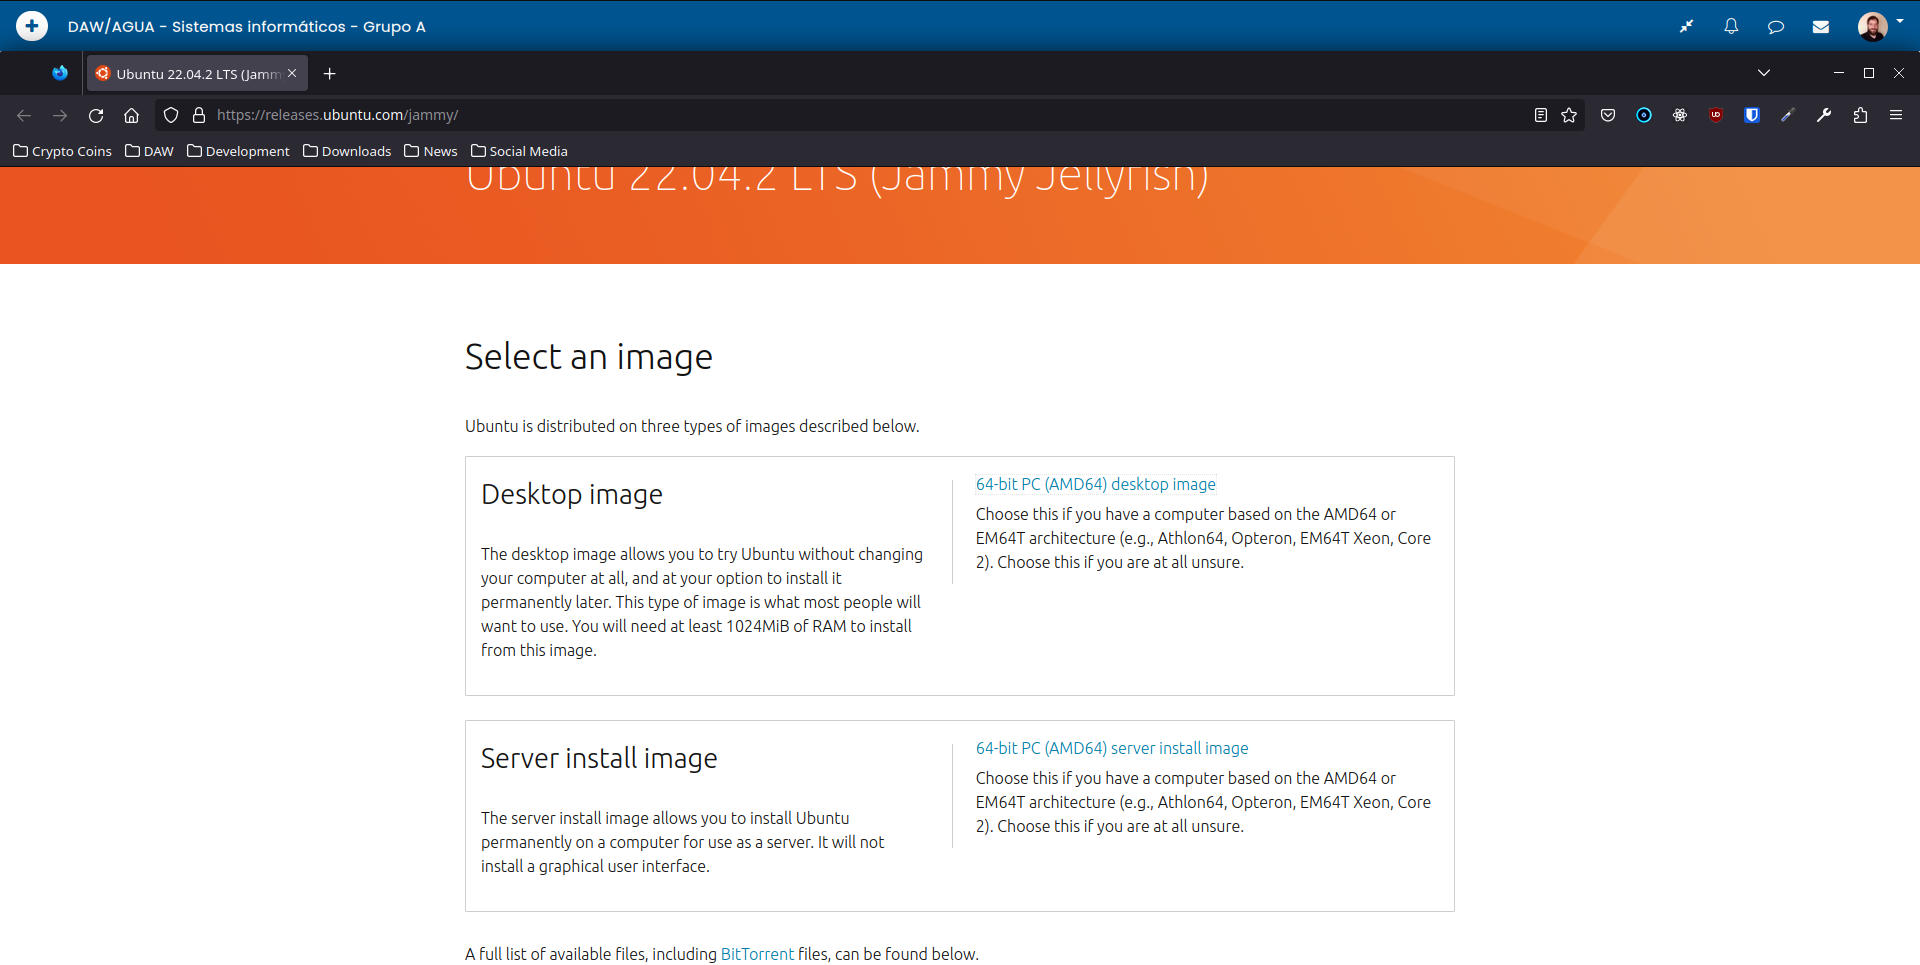 DAW/AGUA - Sistemas informáticos - Grupo A
Ubuntu 22.04.2 LTS (Jamm
https://releases.ubuntu.com/jammy/
Crypto Coins DAW Development Downloads News Social Media
Ubuntu 22.04.2 LTS (Jammy Jellyfish)
Select an image
Ubuntu is distributed on three types of images described below.
Desktop image
The desktop image allows you to try Ubuntu without changing
your computer at all, and at your option to install it
permanently later. This type of image is what most people will
want to use. You will need at least 1024MiB of RAM to install
from this image.
64-bit PC (AMD64) desktop image
Choose this if you have a computer based on the AMD64 or
EM64T architecture (e.g., Athlon64, Opteron, EM64T Xeon, Core
2). Choose this if you are at all unsure.
Server install image
The server install image allows you to install Ubuntu
permanently on a computer for use as a server. It will not
install a graphical user interface.
64-bit PC (AMD64) server install image
Choose this if you have a computer based on the AMD64 or
EM64T architecture (e.g., Athlon64, Opteron, EM64T Xeon, Core
2). Choose this if you are at all unsure.
A full list of available files, including BitTorrent files, can be found below.